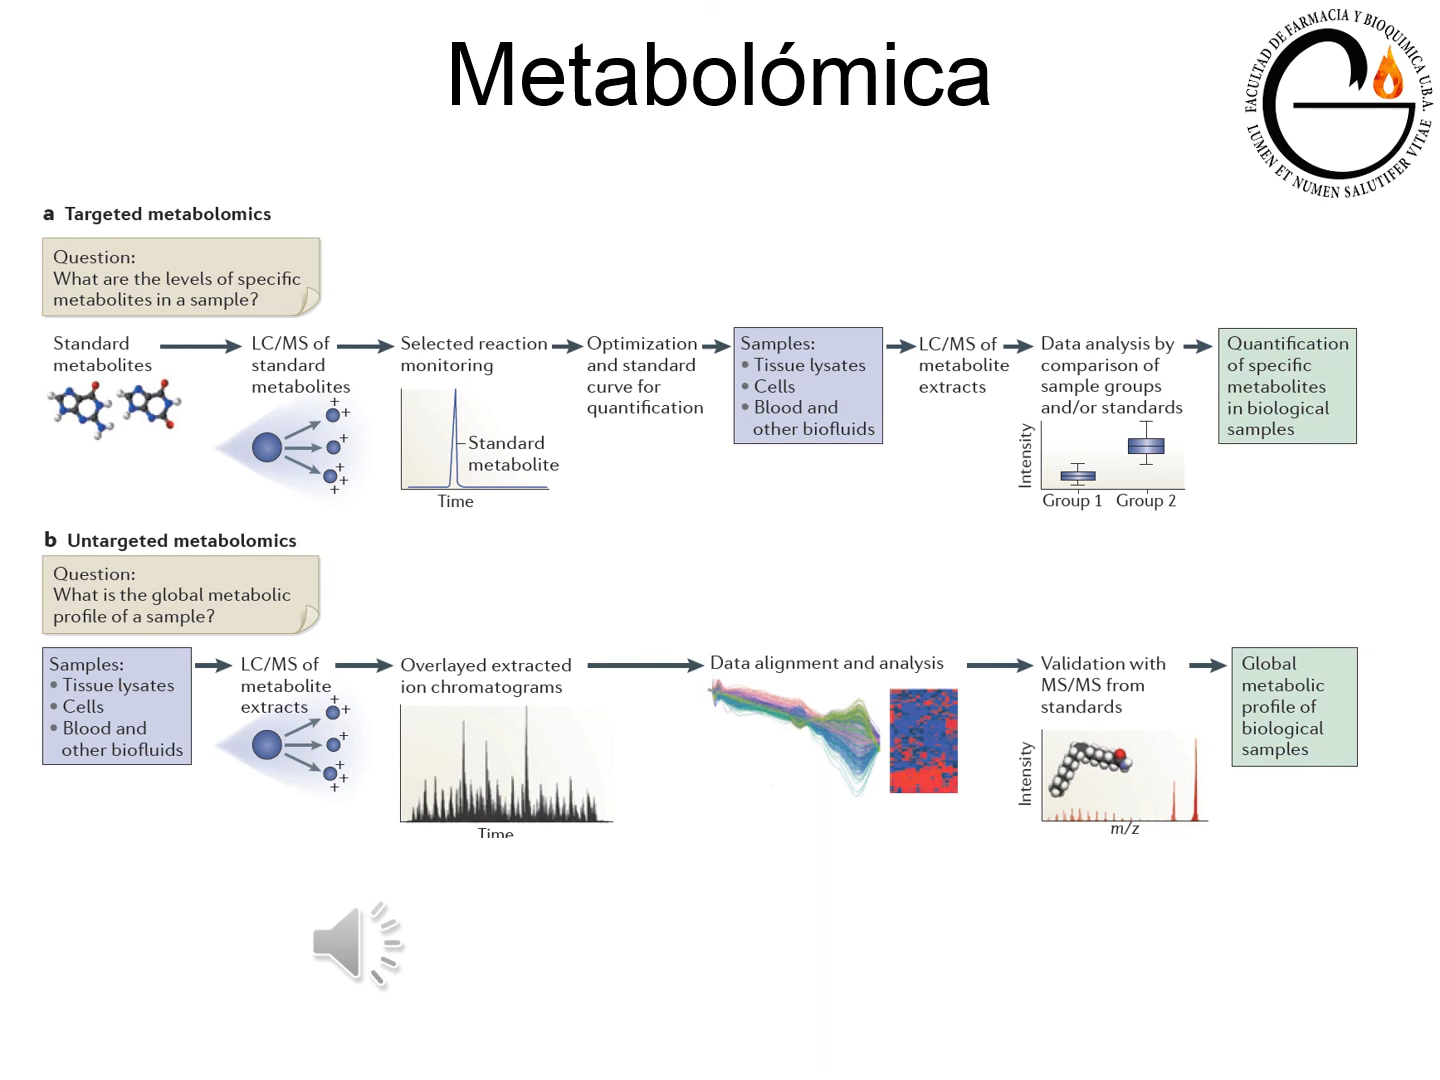 Metabolómica
FACULTAD DE FARMACIA Y BIOQUIMICA U.B.A.
LUMEN ET NUMEN SALUTIFER VITAE
a Targeted metabolomics
Question:
What are the levels of specific
metabolites in a sample?
Standard
metabolites
LC/MS of
standard
metabolites
+
+
+
+
+
+
Selected reaction
monitoring
Standard
metabolite
Time
Optimization
and standard
curve for
quantification
Samples:
• Tissue lysates
• Cells
• Blood and
other biofluids
LC/MS of
metabolite
extracts
Data analysis by
comparison of
sample groups
and/or standards
Intensity
Group 1 Group 2
Quantification
of specific
metabolites
in biological
samples
b Untargeted metabolomics
Question:
What is the global metabolic
profile of a sample?
Samples:
• Tissue lysates
• Cells
• Blood and
other biofluids
LC/MS of
metabolite
extracts
+
+
+
+
+
+
Overlayed extracted
ion chromatograms
Time
Data alignment and analysis
Validation with
MS/MS from
standards
Intensity
m/z
Global
metabolic
profile of
biological
samples